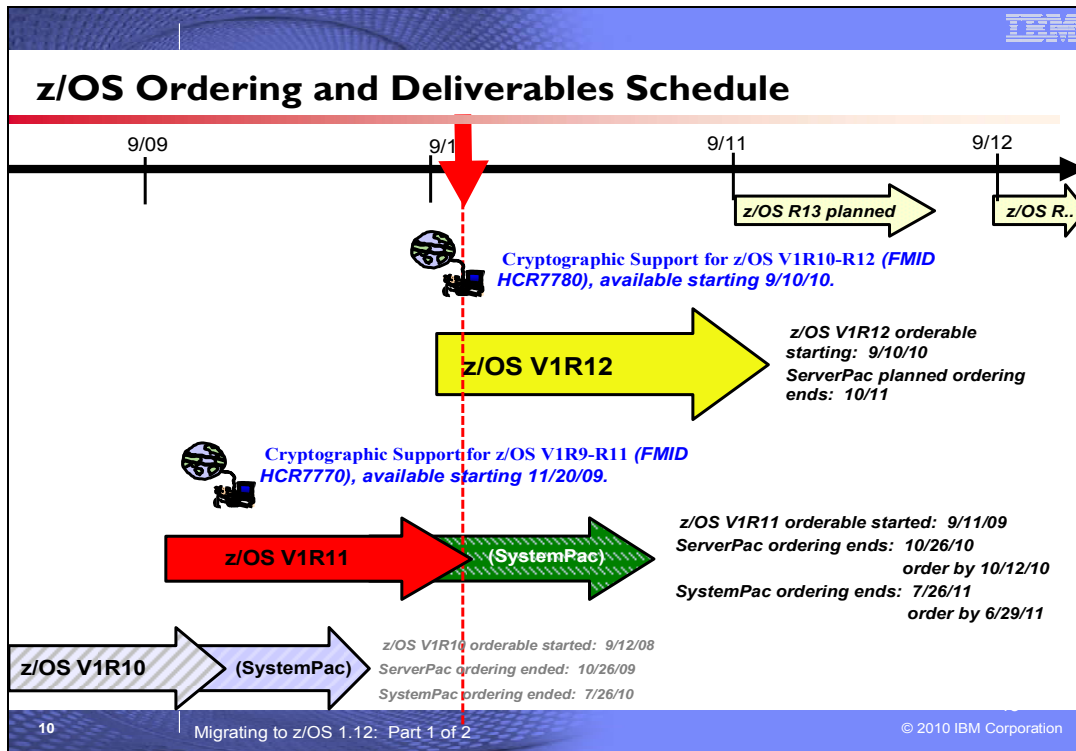 IBM
z/OS Ordering and Deliverables Schedule
9/09
9/1
9/11
9/12
z/OS R13 planned
z/OS R..
Cryptographic Support for z/OS V1R10-R12 (FMID
HCR7780), available starting 9/10/10.
z/OS V1R12
z/OS V1R12 orderable
starting: 9/10/10
ServerPac planned ordering
ends: 10/11
Cryptographic Support for z/OS V1R9-R11 (FMID
HCR7770), available starting 11/20/09.
z/OS V1R11
(SystemPac)
z/OS V1R11 orderable started: 9/11/09
ServerPac ordering ends: 10/26/10
order by 10/12/10
SystemPac ordering ends: 7/26/11
order by 6/29/11
z/OS V1R10
(SystemPac)
z/OS V1R10 orderable started: 9/12/08
ServerPac ordering ended: 10/26/09
SystemPac ordering ended: 7/26/10
10
Migrating to z/OS 1.12: Part 1 of 2
© 2010 IBM Corporation